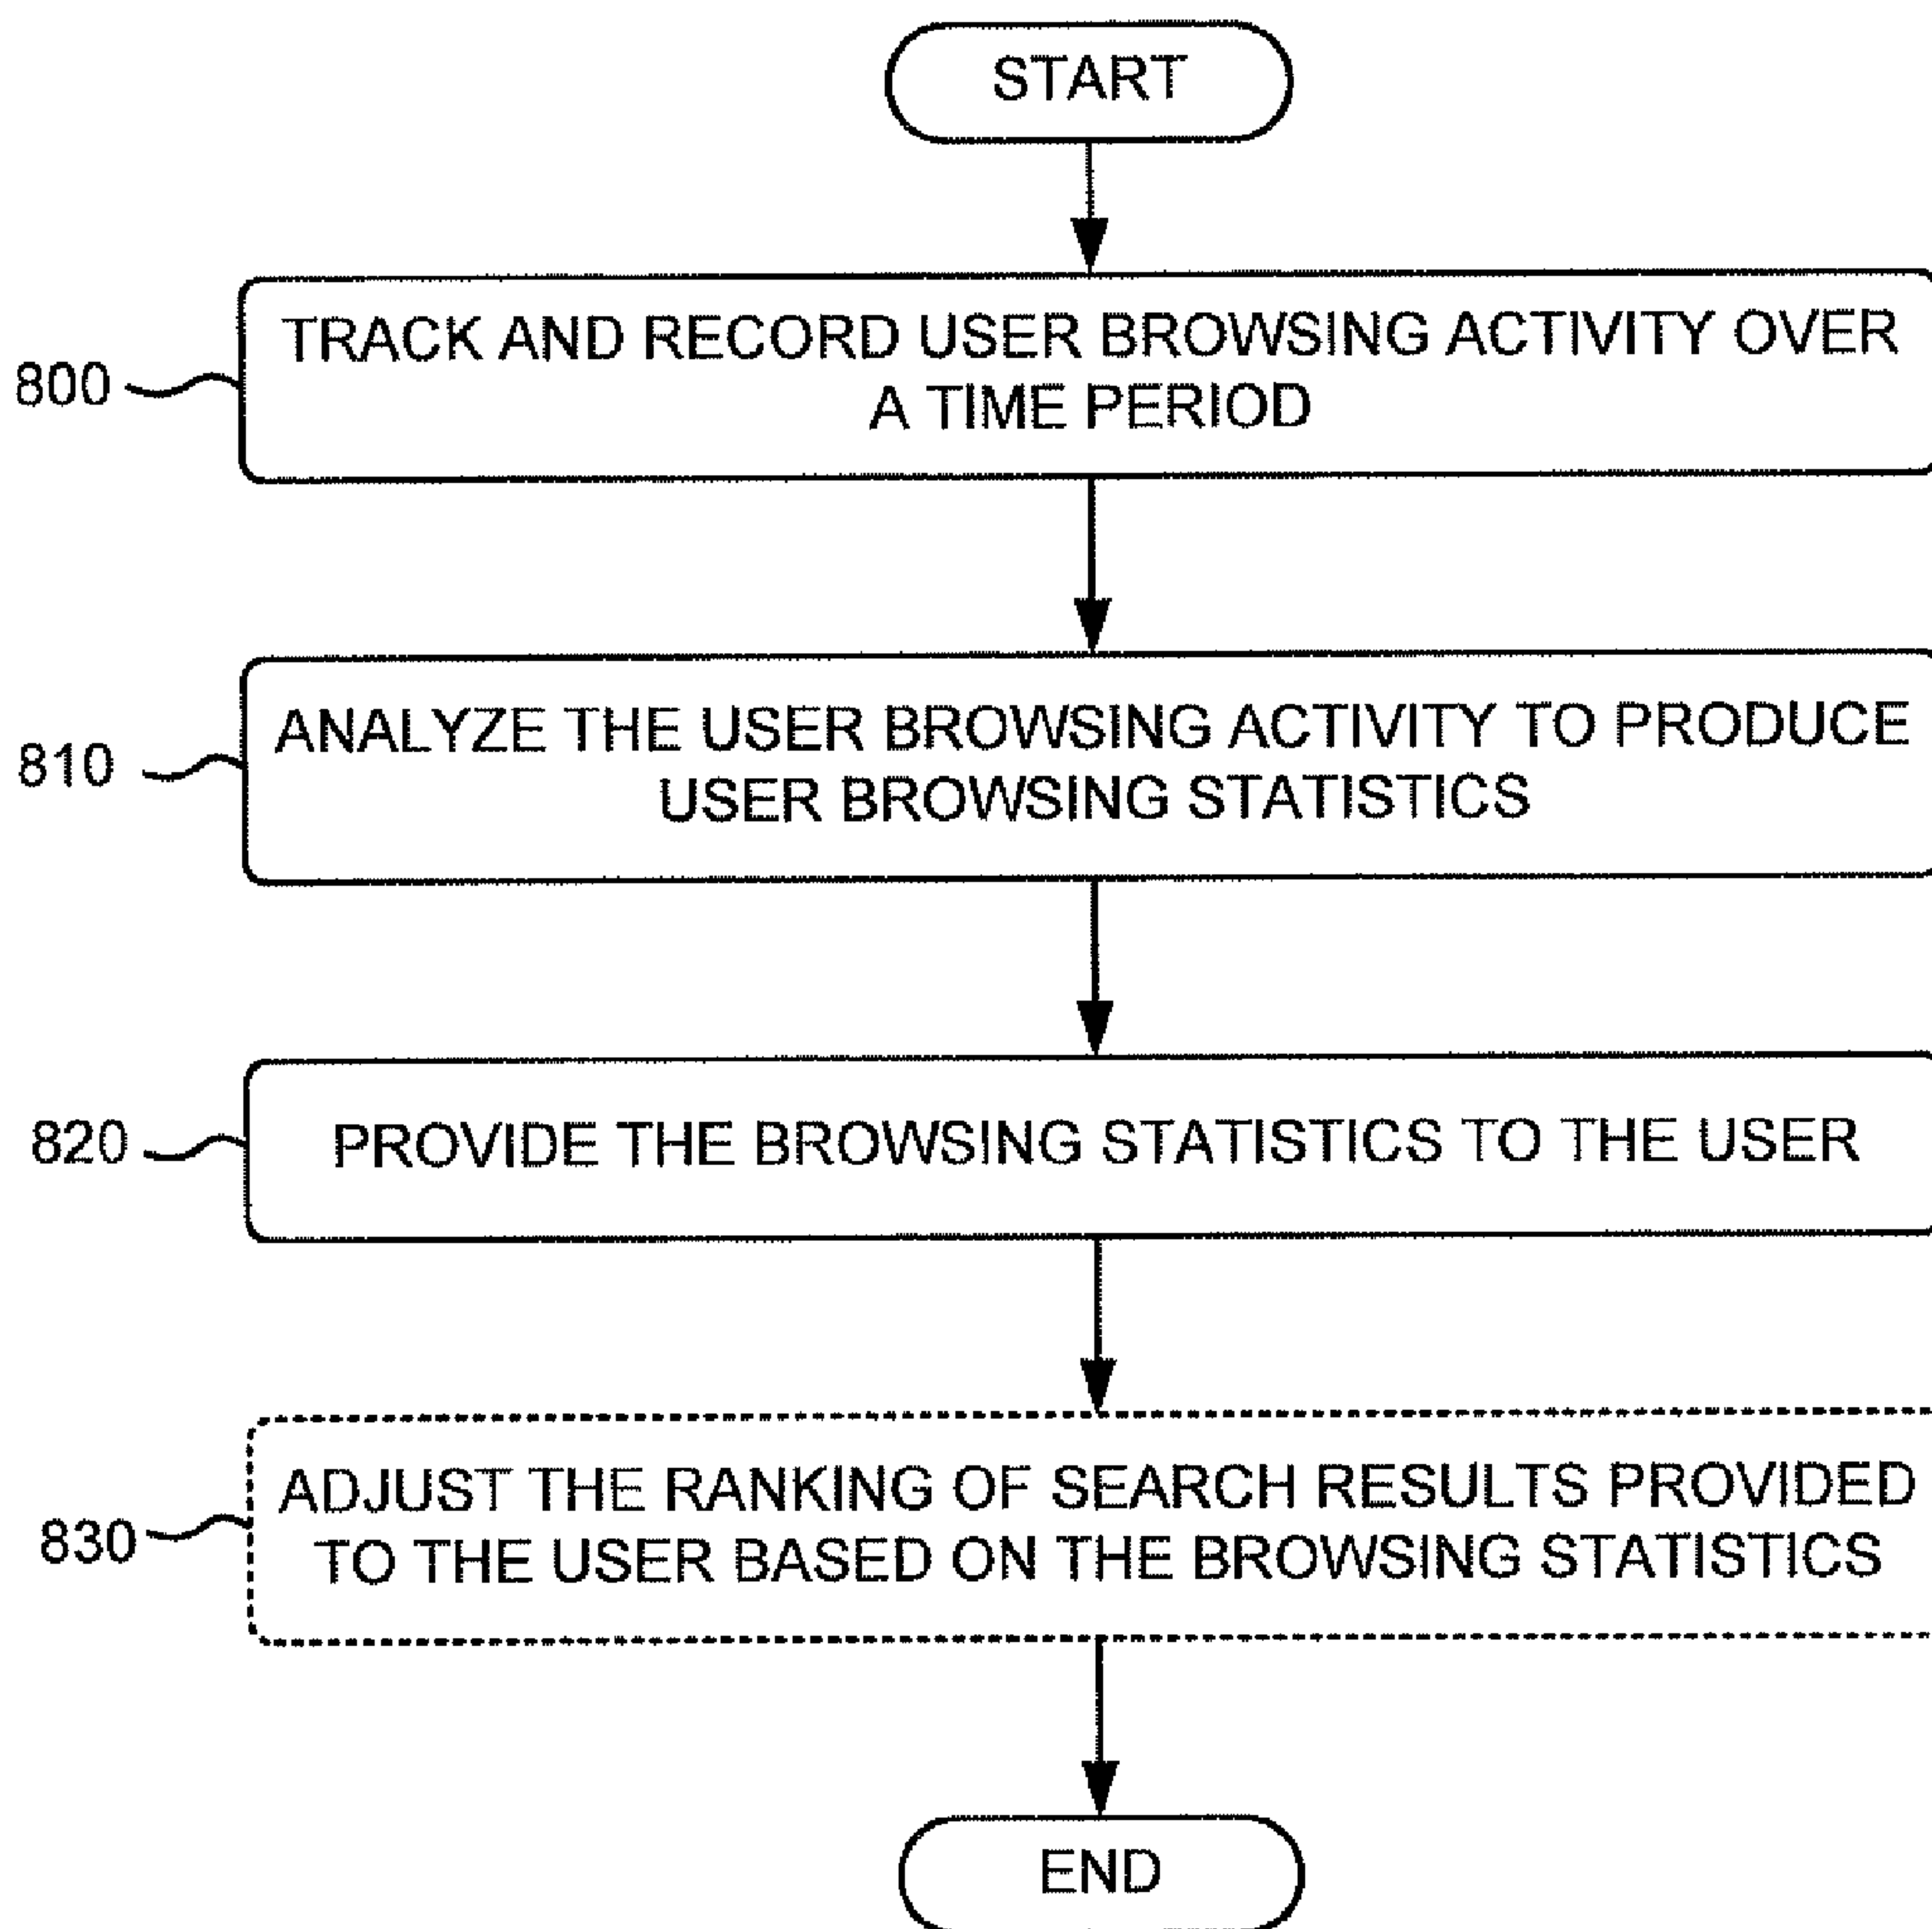 START
800
TRACK AND RECORD USER BROWSING ACTIVITY OVER
A TIME PERIOD
810
ANALYZE THE USER BROWSING ACTIVITY TO PRODUCE
USER BROWSING STATISTICS
820
PROVIDE THE BROWSING STATISTICS TO THE USER
830
ADJUST THE RANKING OF SEARCH RESULTS PROVIDED
TO THE USER BASED ON THE BROWSING STATISTICS
END